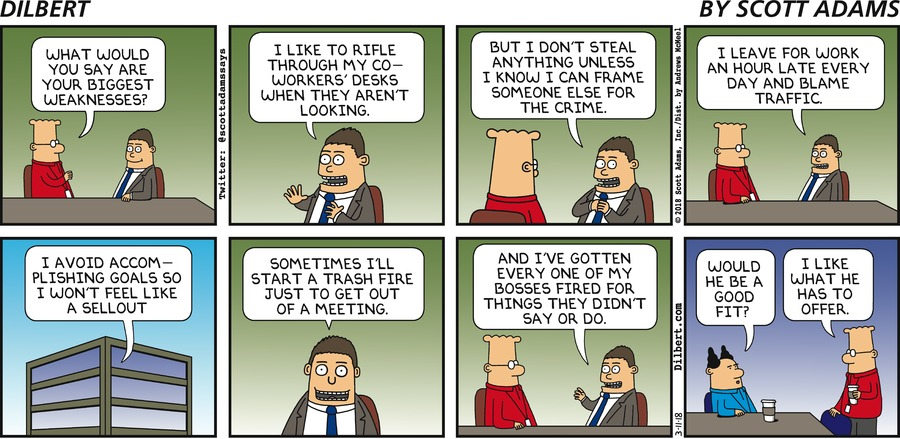 DILBERT
BY SCOTT ADAMS
WHAT WOULD
YOU SAY ARE
YOUR BIGGEST
WEAKNESSES?
Twitter: @scottadamssays
I LIKE TO RIFLE
THROUGH MY CO—
WORKERS' DESKS
WHEN THEY AREN'T
LOOKING.
BUT I DON'T STEAL
ANYTHING UNLESS
I KNOW I CAN FRAME
SOMEONE ELSE FOR
THE CRIME.
© 2018 Scott Adams, Inc./Dist. by Andrews McMeel
I LEAVE FOR WORK
AN HOUR LATE EVERY
DAY AND BLAME
TRAFFIC.
I AVOID ACCOM—
PLISHING GOALS SO
I WON'T FEEL LIKE
A SELLOUT
SOMETIMES I'LL
START A TRASH FIRE
JUST TO GET OUT
OF A MEETING.
AND I'VE GOTTEN
EVERY ONE OF MY
BOSSES FIRED FOR
THINGS THEY DIDN'T
SAY OR DO.
3-11-18 Dilbert.com
WOULD
HE BE A
GOOD
FIT?
I LIKE
WHAT HE
HAS TO
OFFER.